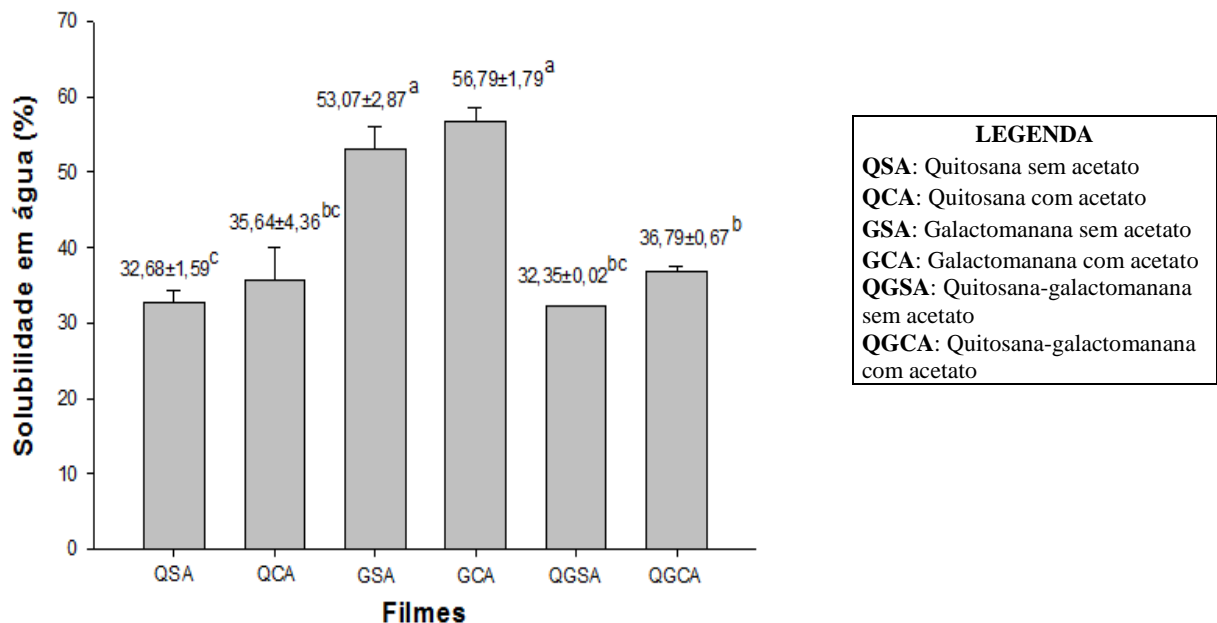 70
60
50
40
30
20
10
0
Solubilidade em água (%)
32,68±1,59c
35,64±4,36bc
53,07±2,87a
56,79±1,79a
32,35±0,02bc
36,79±0,67b
QSA
QCA
GSA
GCA
QGSA
QGCA
Filmes
LEGENDA
QSA: Quitosana sem acetato
QCA: Quitosana com acetato
GSA: Galactomanana sem acetato
GCA: Galactomanana com acetato
QGSA: Quitosana-galactomanana
sem acetato
QGCA: Quitosana-galactomanana
com acetato